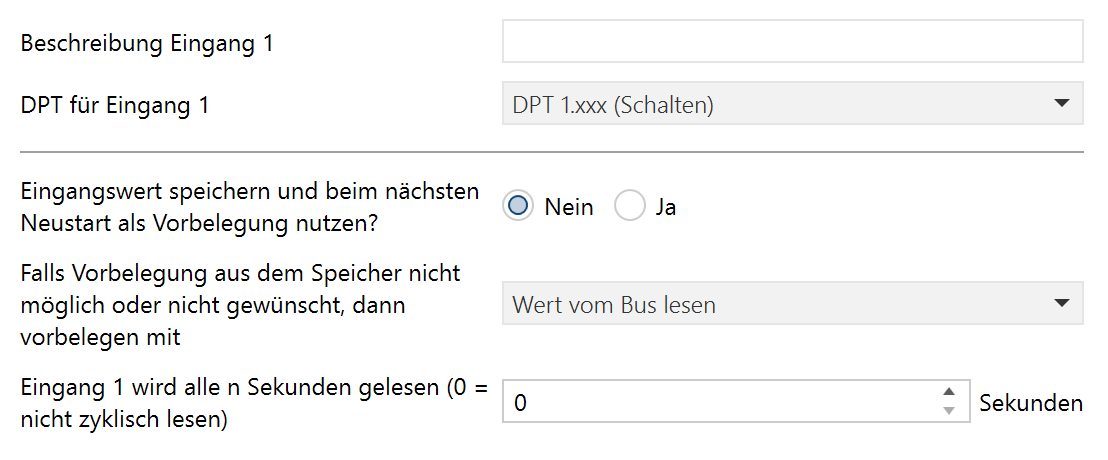 Beschreibung Eingang 1
DPT für Eingang 1
DPT 1.xxx (Schalten)
Eingangswert speichern und beim nächsten
Neustart als Vorbelegung nutzen?
Nein
Ja
Falls Vorbelegung aus dem Speicher nicht
möglich oder nicht gewünscht, dann
vorbelegen mit
Wert vom Bus lesen
Eingang 1 wird alle n Sekunden gelesen (0 =
nicht zyklisch lesen)
0
Sekunden